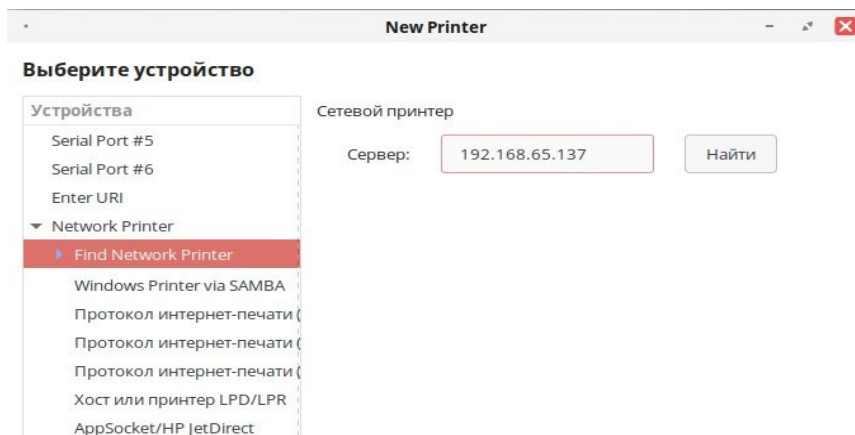 New Printer
Выберите устройство
Устройства
Serial Port #5
Serial Port #6
Enter URI
Network Printer
Find Network Printer
Windows Printer via SAMBA
Протокол интернет-печати (
Протокол интернет-печати (
Протокол интернет-печати (
Хост или принтер LPD/LPR
AppSocket/HP JetDirect
Сетевой принтер
Сервер: 192.168.65.137 Найти